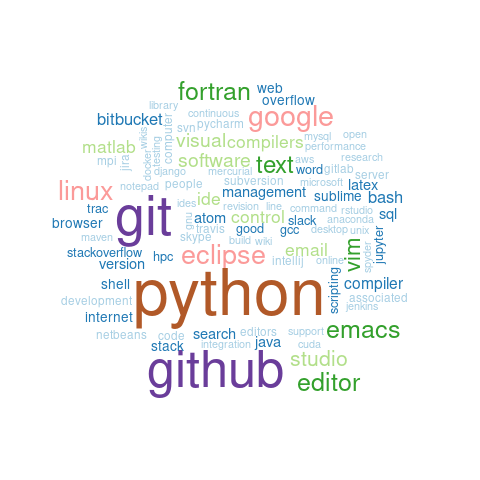 fortran
web
overflow
library
bitbucket
continuous
google
svn
pycharm
computer
wikis
testing
docker
matlab
visual
compilers
mysql
open
performance
mpi
jira
software
text
aws
research
django
mercurial
word
gitlab
server
linux
notepad
people
subversion
microsoft
latex
management
sublime
bash
trac
git
ides
ide
revision
line
command
rstudio
sql
browser
gnu
atom
control
slack
anaconda
travis
good
gcc
desktop
unix
jupyter
maven
skype
build
wiki
email
vim
spyder
stackoverflow
hpc
eclipse
intellij
online
version
shell
python
scripting
compiler
development
associated
jenkins
internet
emacs
netbeans
code
search
editors
support
stack
integration
java
cuda
github
studio
editor